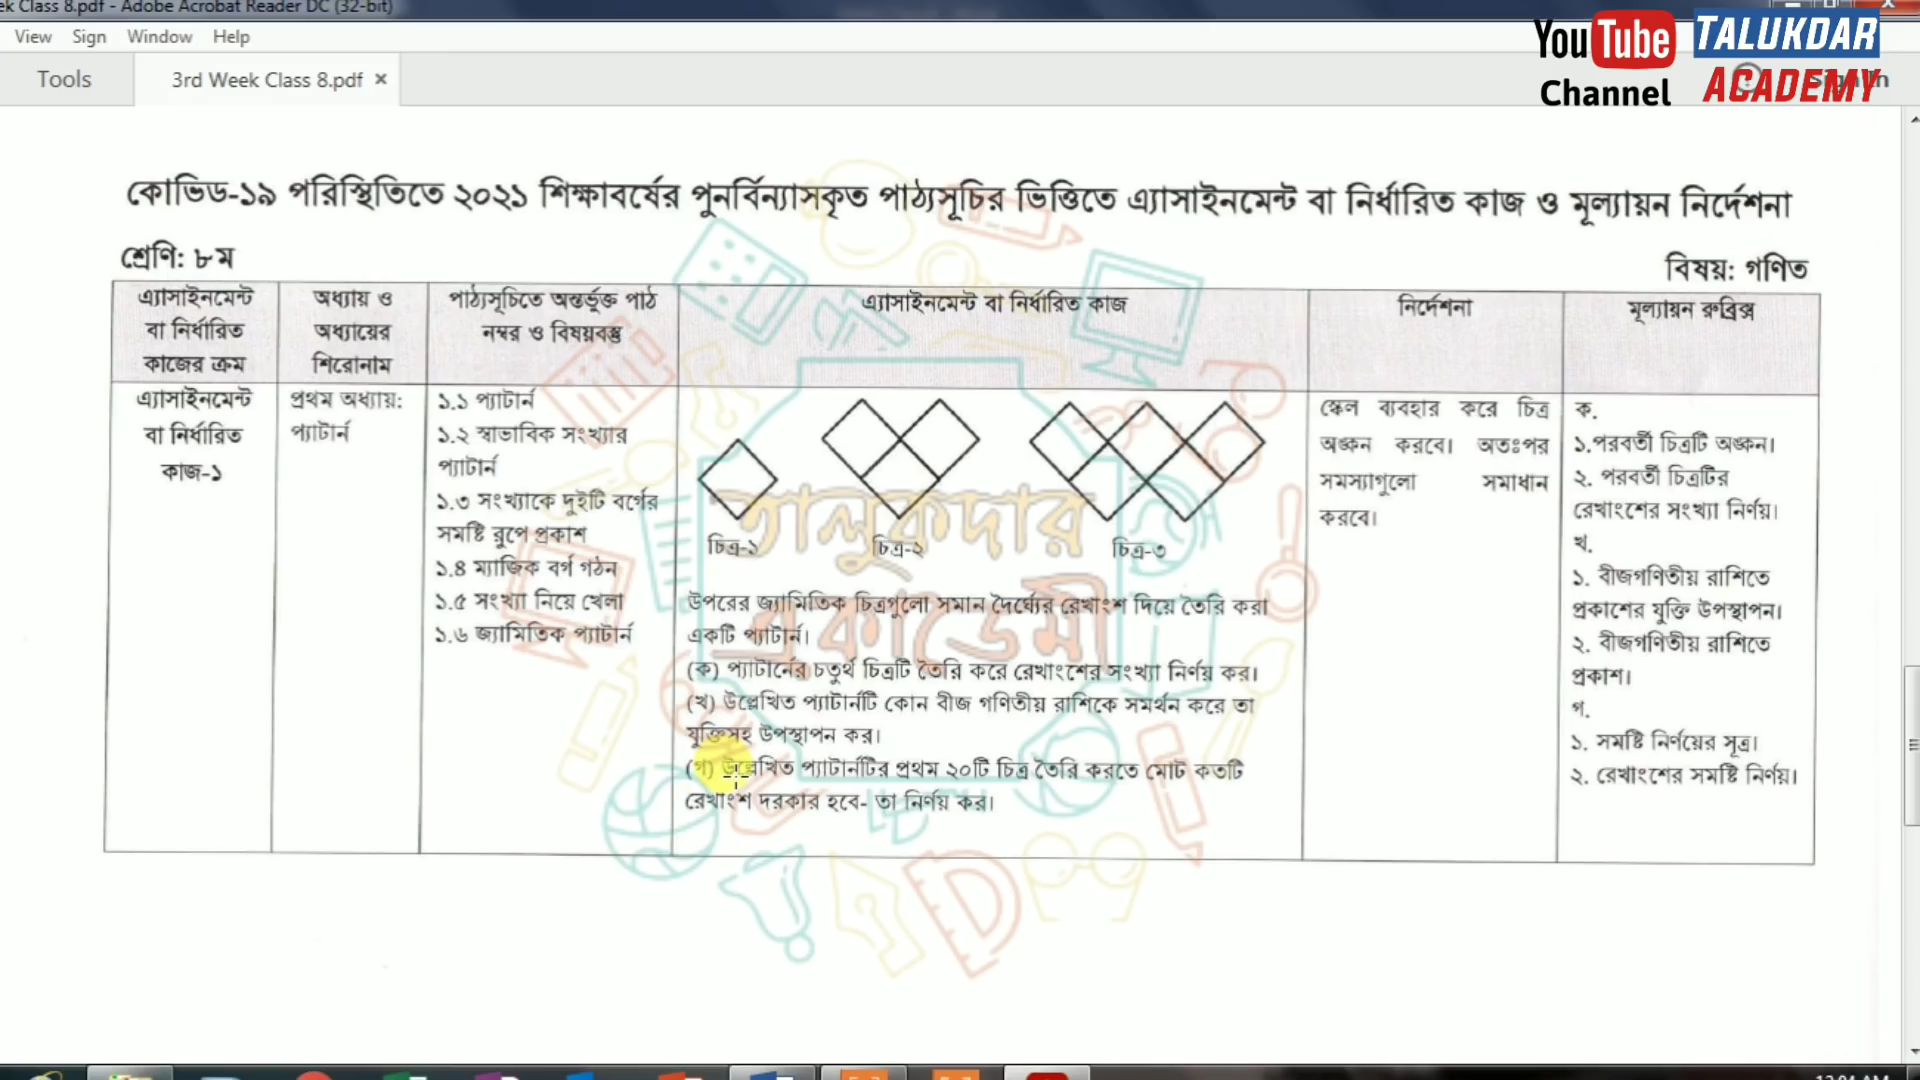 ek Class 8.pdf - Adobe Acrobat Reader DC (32-bit)
View Sign Window Help
Tools
3rd Week Class 8.pdf ×
YouTube
Channel
TALUKDAR
ACADEMY
কোভিড-১৯ পরিস্থিতিতে ২০২১ শিক্ষাবর্ষের পুনর্বিন্যাসকৃত পাঠ্যসূচির ভিত্তিতে এ্যাসাইনমেন্ট বা নির্ধারিত কাজ ও মূল্যায়ন নির্দেশনা
শ্রেণি: ৮ম
বিষয়: গণিত
এ্যাসাইনমেন্ট
বা নির্ধারিত
কাজের ক্রম
অধ্যায় ও
অধ্যায়ের
শিরোনাম
পাঠ্যসূচিতে অন্তর্ভুক্ত পাঠ
নম্বর ও বিষয়বস্তু
এ্যাসাইনমেন্ট বা নির্ধারিত কাজ
নির্দেশনা
মূল্যায়ন রুব্রিক্স
এ্যাসাইনমেন্ট
বা নির্ধারিত
কাজ-১
প্রথম অধ্যায়:
প্যাটার্ন
১.১ প্যাটার্ন
১.২ স্বাভাবিক সংখ্যার
প্যাটার্ন
১.৩ সংখ্যাকে দুইটি বর্গের
সমষ্টি রুপে প্রকাশ
১.৪ ম্যাজিক বর্গ গঠন
১.৫ সংখ্যা নিয়ে খেলা
১.৬ জ্যামিতিক প্যাটার্ন
চিত্র-১
চিত্র-২
চিত্র-৩
উপরের জ্যামিতিক চিত্রগুলো সমান দৈর্ঘ্যের রেখাংশ দিয়ে তৈরি করা
একটি প্যাটার্ন।
(ক) প্যাটার্নের চতুর্থ চিত্রটি তৈরি করে রেখাংশের সংখ্যা নির্ণয় কর।
(খ) উল্লেখিত প্যাটার্নটি কোন বীজ গণিতীয় রাশিকে সমর্থন করে তা
যুক্তিসহ উপস্থাপন কর।
(গ) উল্লেখিত প্যাটার্নটির প্রথম ২০টি চিত্র তৈরি করতে মোট কতটি
রেখাংশ দরকার হবে- তা নির্ণয় কর।
স্কেল ব্যবহার করে চিত্র
অঙ্কন করবে। অতঃপর
সমস্যাগুলো সমাধান
করবে।
ক.
১.পরবর্তী চিত্রটি অঙ্কন।
২. পরবর্তী চিত্রটির
রেখাংশের সংখ্যা নির্ণয়।
খ.
১. বীজগণিতীয় রাশিতে
প্রকাশের যুক্তি উপস্থাপন।
২. বীজগণিতীয় রাশিতে
প্রকাশ।
গ.
১. সমষ্টি নির্ণয়ের সূত্র।
২. রেখাংশের সমষ্টি নির্ণয়।
তালুকদার
একাডেমী